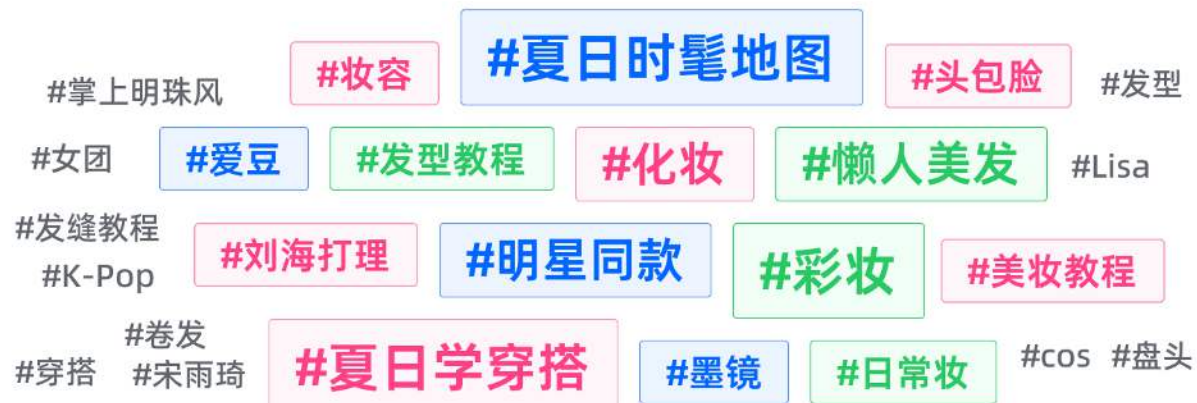 #掌上明珠风 #妆容 #夏日时髦地图 #头包脸 #发型
#女团 #爱豆 #发型教程 #化妆 #懒人美发 #Lisa
#发缝教程
#K-Pop #刘海打理 #明星同款 #彩妆 #美妆教程
#卷发
#穿搭 #宋雨琦 #夏日学穿搭 #墨镜 #日常妆 #cos #盘头